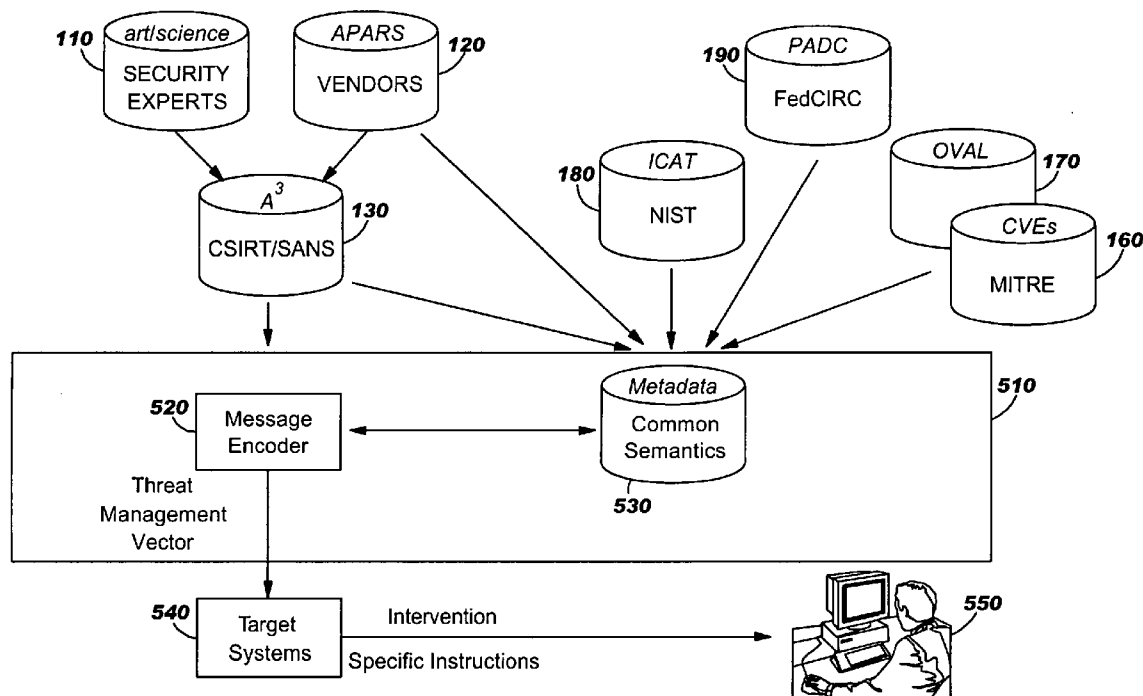 110
art/science
SECURITY
EXPERTS
APARS
VENDORS
120
190
PADC
FedCIRC
180
ICAT
NIST
OVAL
170
CVEs
MITRE
160
A³
CSIRT/SANS
130
510
520
Message
Encoder
Metadata
Common
Semantics
530
Threat
Management
Vector
540
Target
Systems
Intervention
Specific Instructions
550